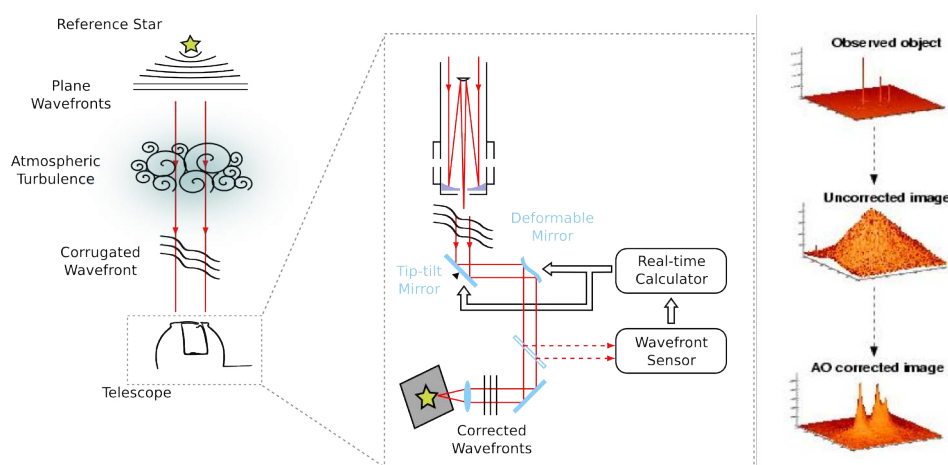 Reference Star
Plane
Wavefronts
Atmospheric
Turbulence
Corrugated
Wavefront
Telescope
Deformable
Mirror
Tip-tilt
Mirror
Real-time
Calculator
Wavefront
Sensor
Corrected
Wavefronts
Observed object
Uncorrected image
AO corrected image